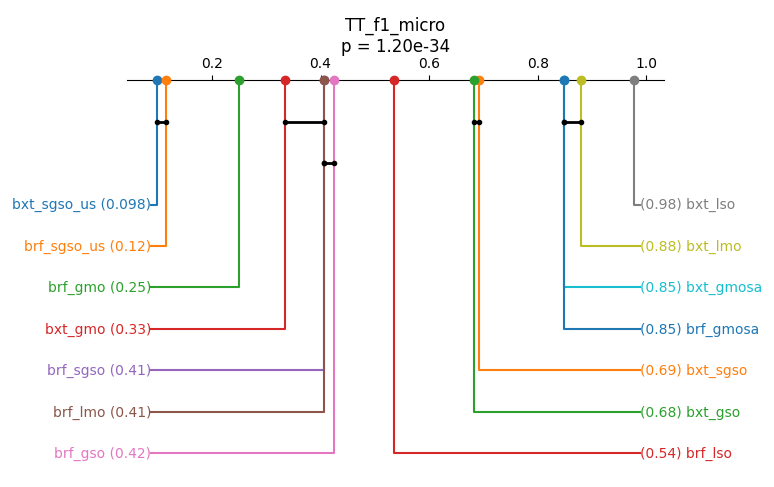 TT_f1_micro
p = 1.20e-34
0.2 0.4 0.6 0.8 1.0
bxt_sgso_us (0.098) (0.98) bxt_lso
brf_sgso_us (0.12) (0.88) bxt_lmo
brf_gmo (0.25) (0.85) bxt_gmosa
bxt_gmo (0.33) (0.85) brf_gmosa
brf_sgso (0.41) (0.69) bxt_sgso
brf_lmo (0.41) (0.68) bxt_gso
brf_gso (0.42) (0.54) brf_lso